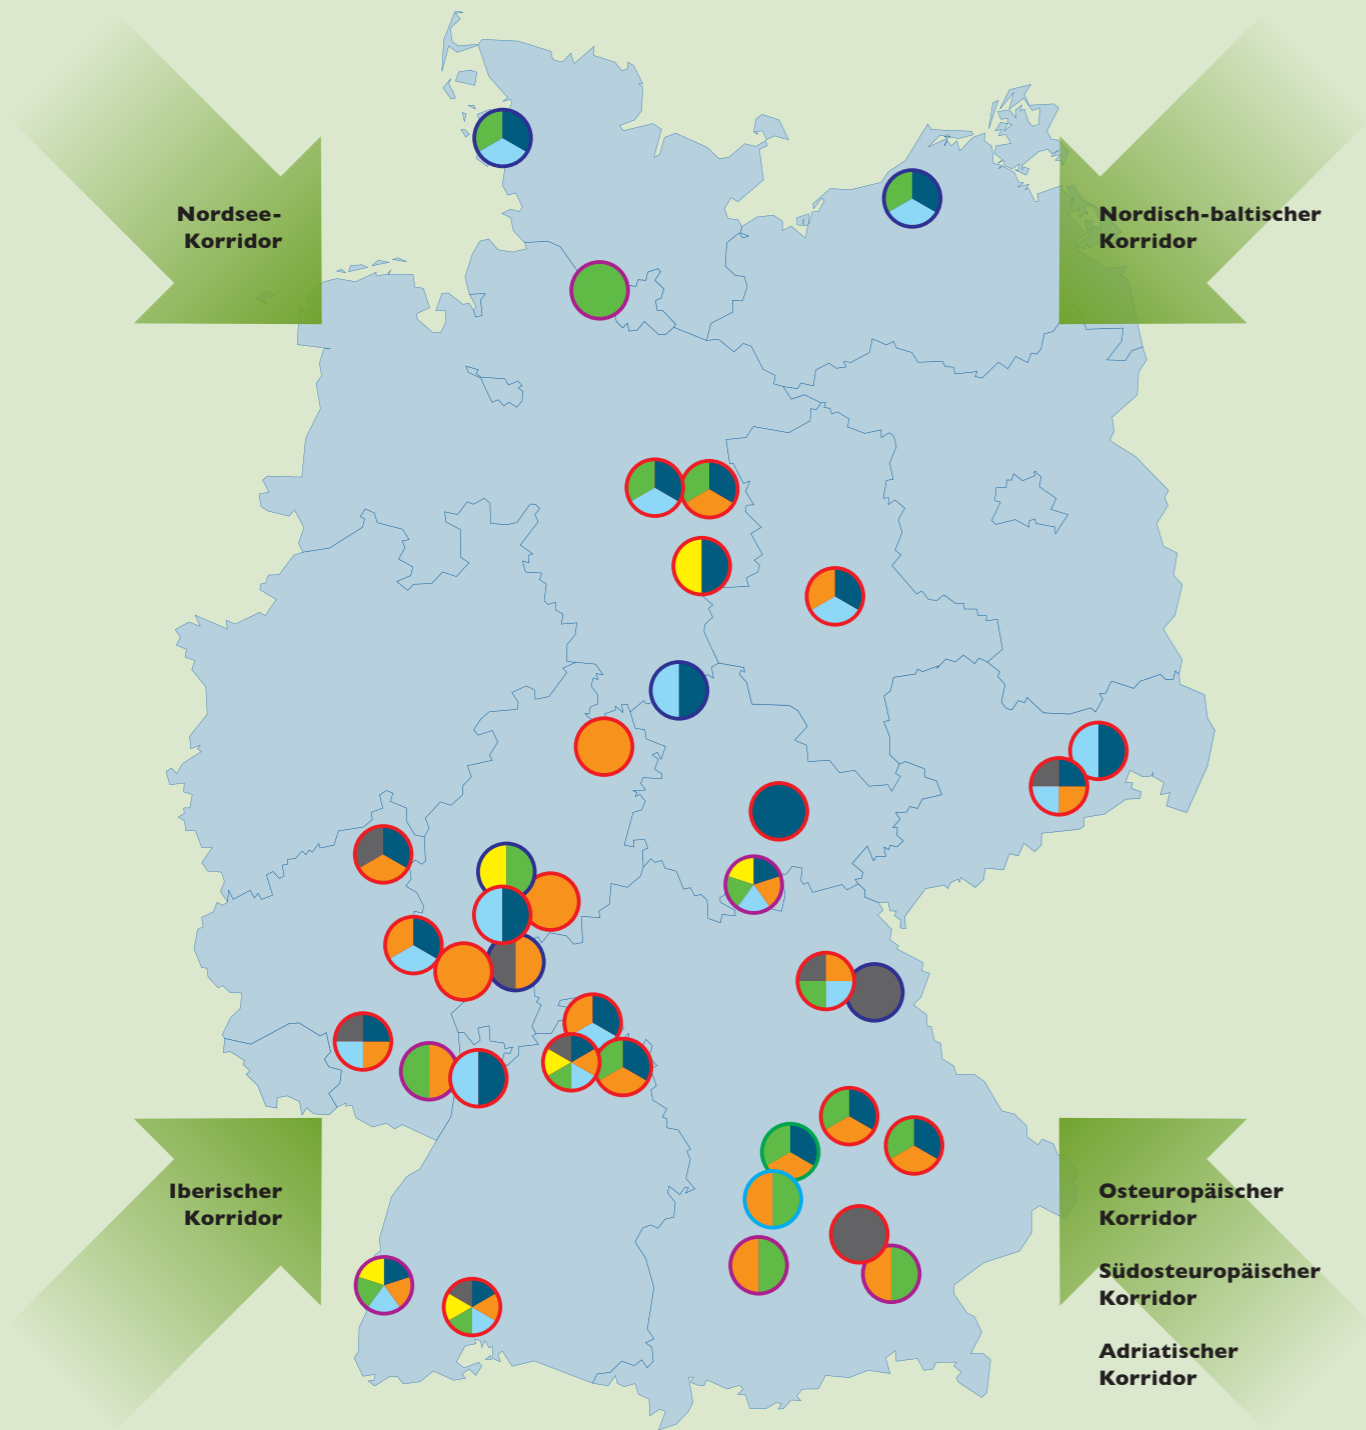 Nordsee-
Korridor
Nordisch-baltischer
Korridor
Iberischer
Korridor
Osteuropäischer
Korridor
Südosteuropäischer
Korridor
Adriatischer
Korridor